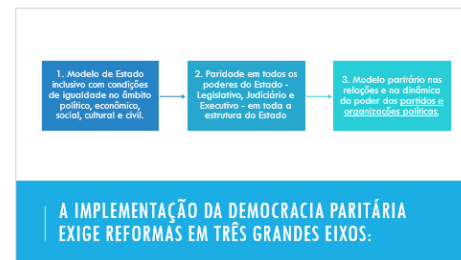 1. Modelo de Estado
inclusivo com condições
de igualdade no âmbito
político, econômico,
social, cultural e civil.
2. Paridade em todos os
poderes do Estado -
Legislativo, Judiciário e
Executivo - em toda a
estrutura do Estado
3. Modelo paritário nas
relações e na dinâmica
do poder dos partidos e
organizações políticas.
A IMPLEMENTAÇÃO DA DEMOCRACIA PARITÁRIA
EXIGE REFORMAS EM TRÊS GRANDES EIXOS: